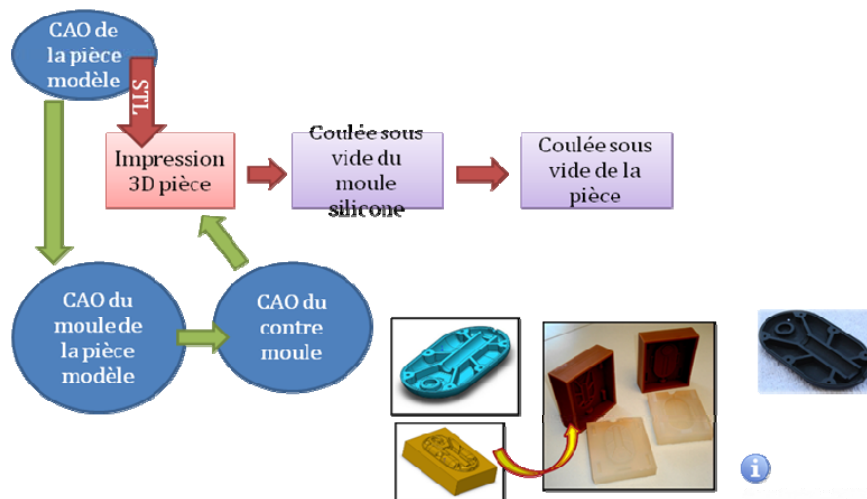 CAO de
la pièce
modèle
STL
Impression
3D pièce
Coulée sous
vide du
moule
silicone
Coulée sous
vide de la
pièce
CAO du
moule de
la pièce
modèle
CAO du
contre
moule
i